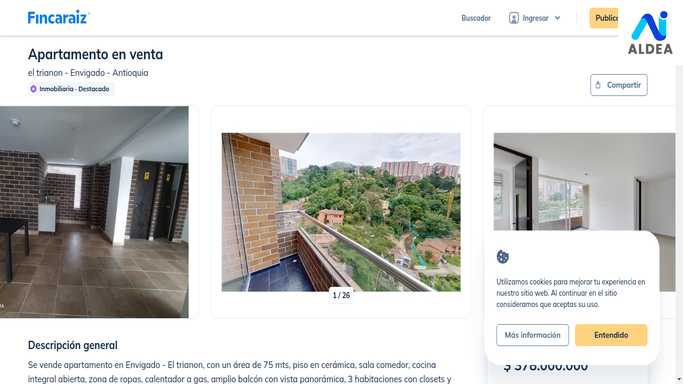 Fincaraiz
Buscador
Ingresar
Public
ALDEA
Apartamento en venta
el trianon - Envigado - Antioquia
Inmobiliaria - Destacado
Compartir
1 / 26
Utilizamos cookies para mejorar tu experiencia en
nuestro sitio web. Al continuar en el sitio
consideramos que aceptas su uso.
Más información
Entendido
$ 378.000.000
Descripción general
Se vende apartamento en Envigado - El trianon, con un área de 75 mts, piso en cerámica, sala comedor, cocina
integral abierta, zona de ropas, calentador a gas, amplio balcón con vista panorámica, 3 habitaciones con closets y